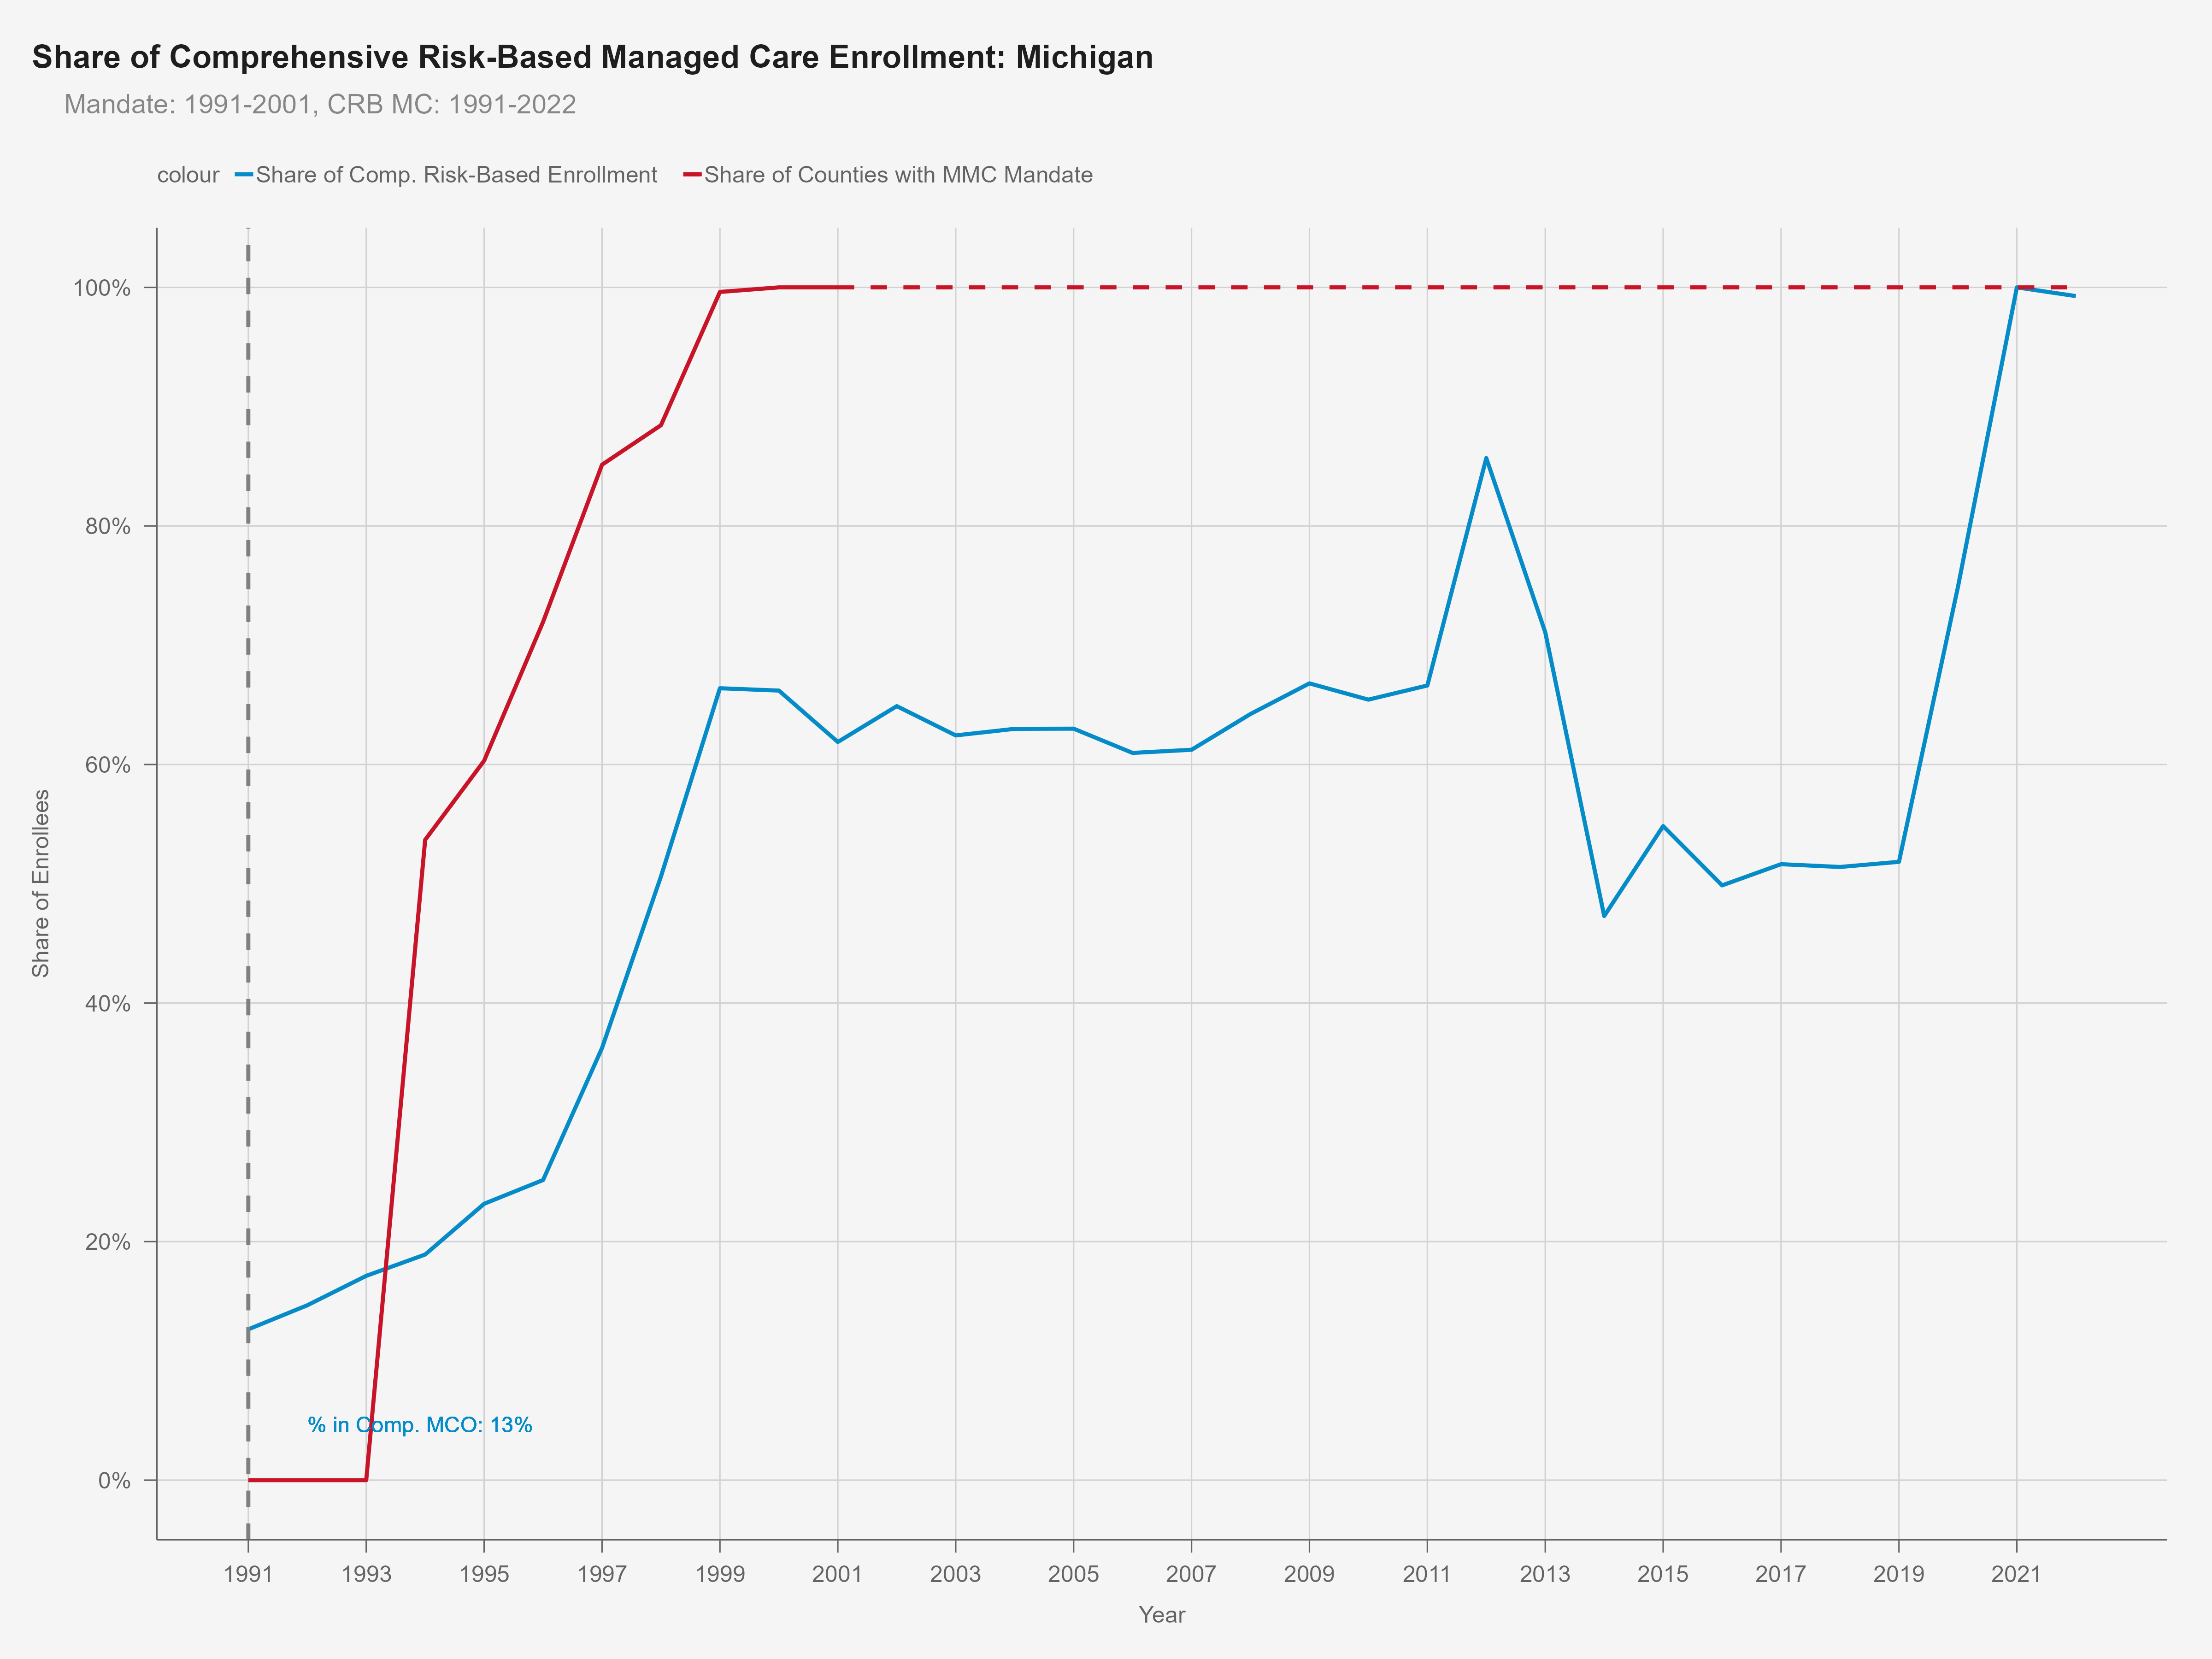 Share of Comprehensive Risk-Based Managed Care Enrollment: Michigan
Mandate: 1991-2001, CRB MC: 1991-2022
colour Share of Comp. Risk-Based Enrollment Share of Counties with MMC Mandate
100%
80%
60%
40%
20%
0%
Share of Enrollees
% in Comp. MCO: 13%
1991 1993 1995 1997 1999 2001 2003 2005 2007 2009 2011 2013 2015 2017 2019 2021
Year